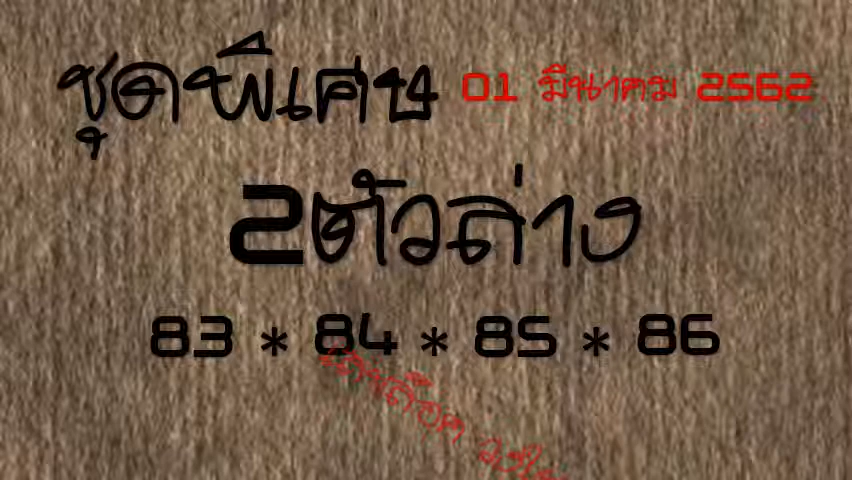 ชุดพิเศษ 01 มีนาคม 2562
2ตัวล่าง
83 * 84 * 85 * 86